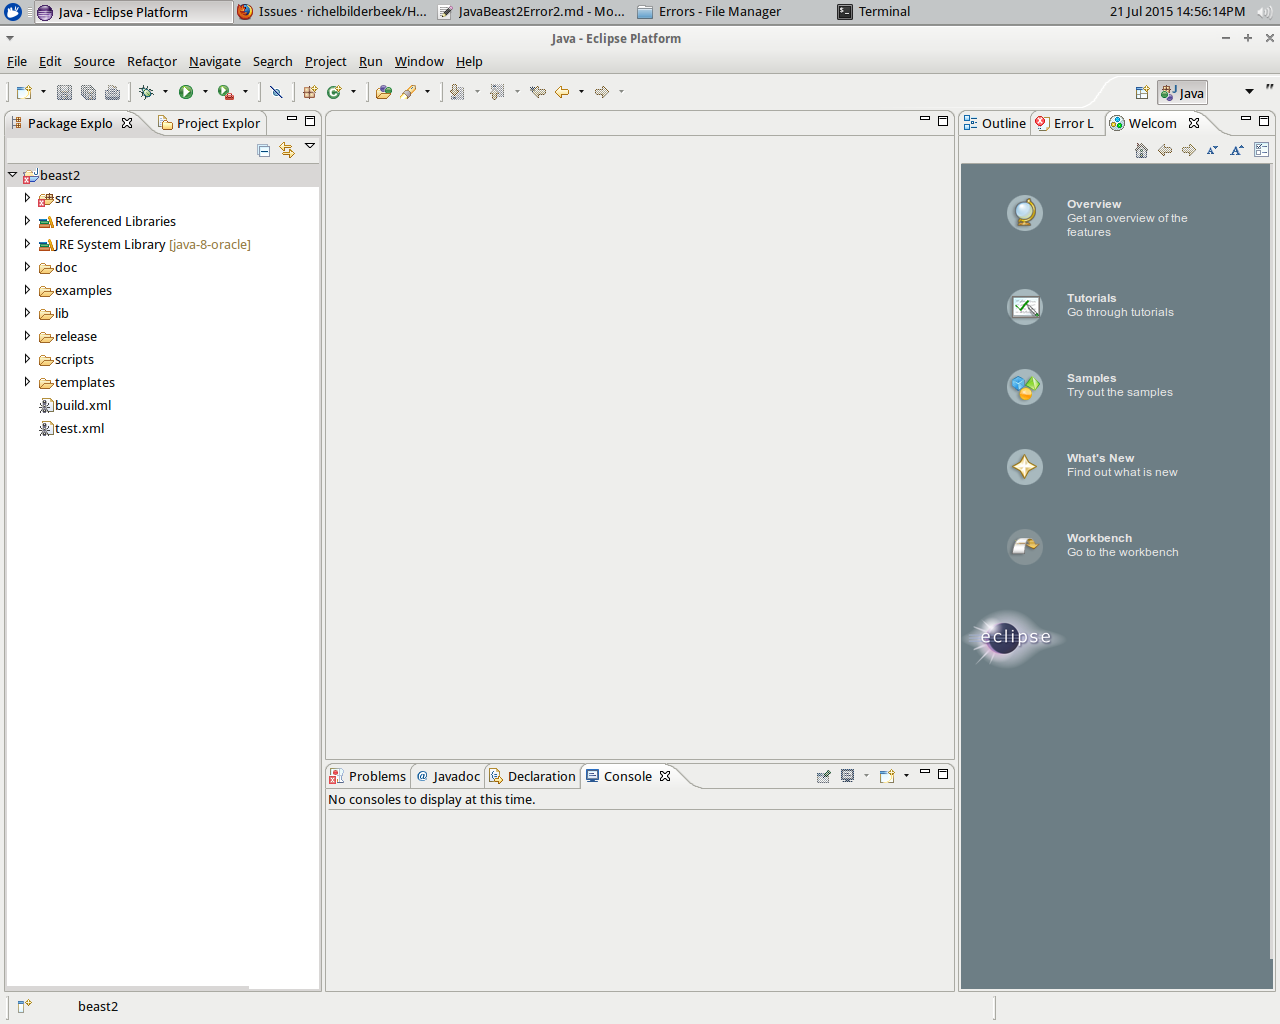 Java - Eclipse Platform
Issues · richelbilderbeek/H...
JavaBeast2Error2.md - Mo...
Errors - File Manager
Terminal
21 Jul 2015 14:56:14PM
Java - Eclipse Platform
File Edit Source Refactor Navigate Search Project Run Window Help
Java
Package Explo
Project Explor
Outline
Error L
Welcom
beast2
src
Referenced Libraries
JRE System Library [java-8-oracle]
doc
examples
lib
release
scripts
templates
build.xml
test.xml
Overview
Get an overview of the
features
Tutorials
Go through tutorials
Samples
Try out the samples
What's New
Find out what is new
Workbench
Go to the workbench
eclipse
Problems
@ Javadoc
Declaration
Console
No consoles to display at this time.
beast2